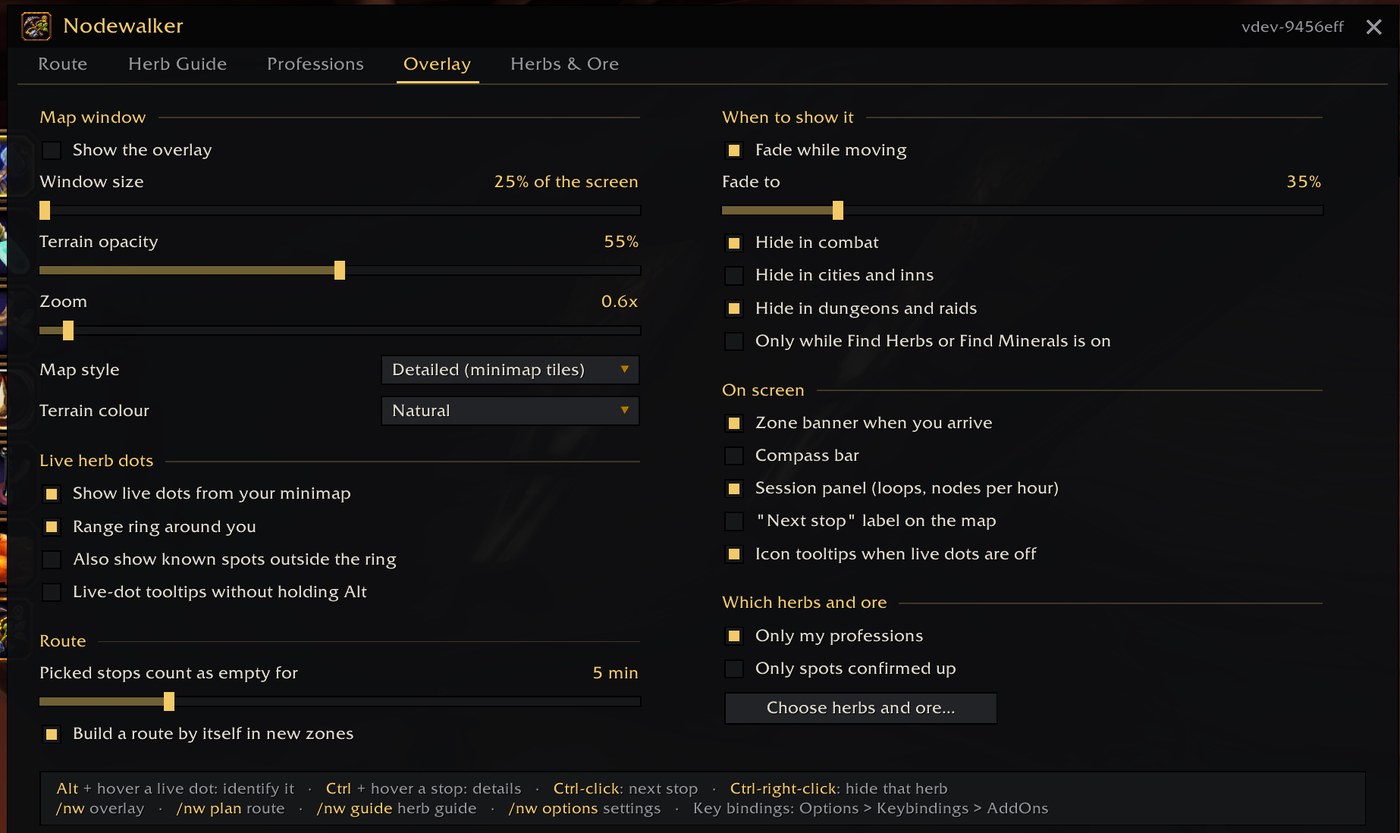 Nodewalker
vdev-9456eff
Route
Herb Guide
Professions
Overlay
Herbs & Ore
Map window
Show the overlay
Window size
25% of the screen
Terrain opacity
55%
Zoom
0.6x
Map style
Detailed (minimap tiles)
Terrain colour
Natural
Live herb dots
Show live dots from your minimap
Range ring around you
Also show known spots outside the ring
Live-dot tooltips without holding Alt
Route
Picked stops count as empty for
5 min
Build a route by itself in new zones
When to show it
Fade while moving
Fade to
35%
Hide in combat
Hide in cities and inns
Hide in dungeons and raids
Only while Find Herbs or Find Minerals is on
On screen
Zone banner when you arrive
Compass bar
Session panel (loops, nodes per hour)
"Next stop" label on the map
Icon tooltips when live dots are off
Which herbs and ore
Only my professions
Only spots confirmed up
Choose herbs and ore...
Alt + hover a live dot: identify it · Ctrl + hover a stop: details · Ctrl-click: next stop · Ctrl-right-click: hide that herb
/nw overlay · /nw plan route · /nw guide herb guide · /nw options settings · Key bindings: Options > Keybindings > AddOns